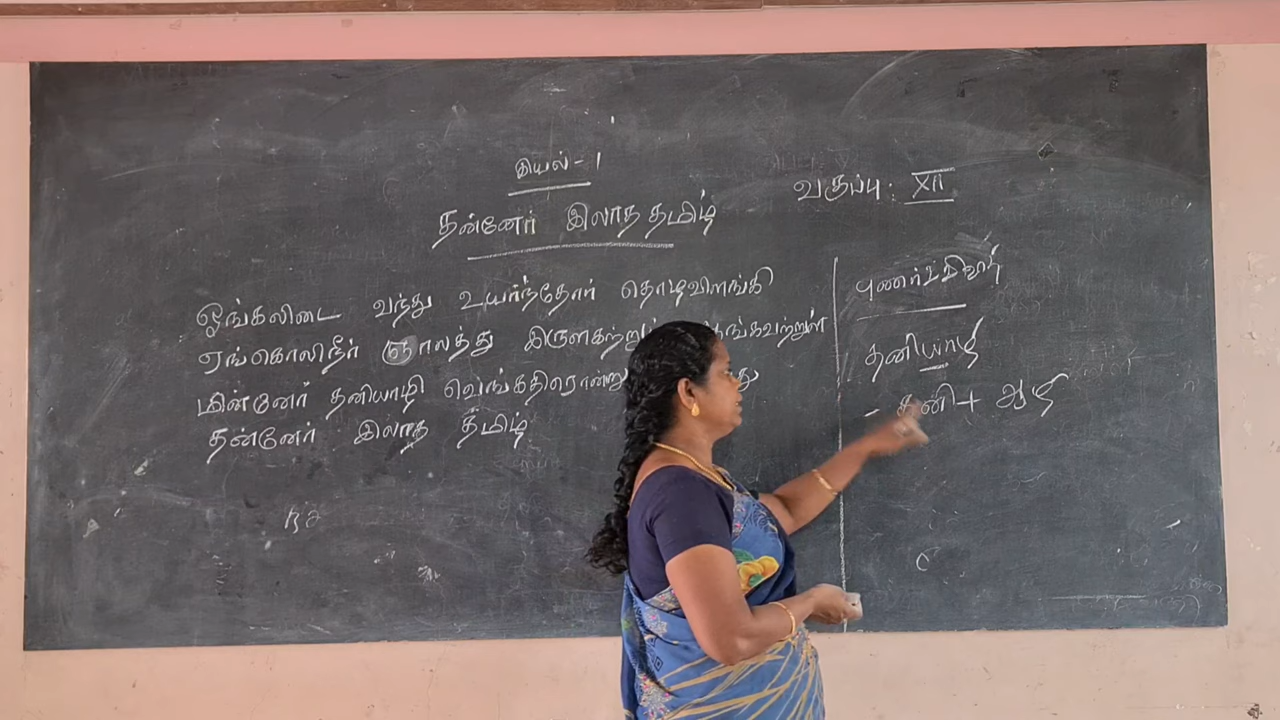 இயல் - 1
வகுப்பு : XII
தன்னேர் இலாத தமிழ்
ஓங்கலிடை வந்து உயர்ந்தோர் தொழவிளங்கி
ஏங்கொலிநீர் ஞாலத்து இருளகற்றும்
மின்னேர் தனியாழி வெங்கதிரொன்று
தன்னேர் இலாத தமிழ்
புணர்ச்சிவிதி
தனியாழி
- தனி + ஆழி